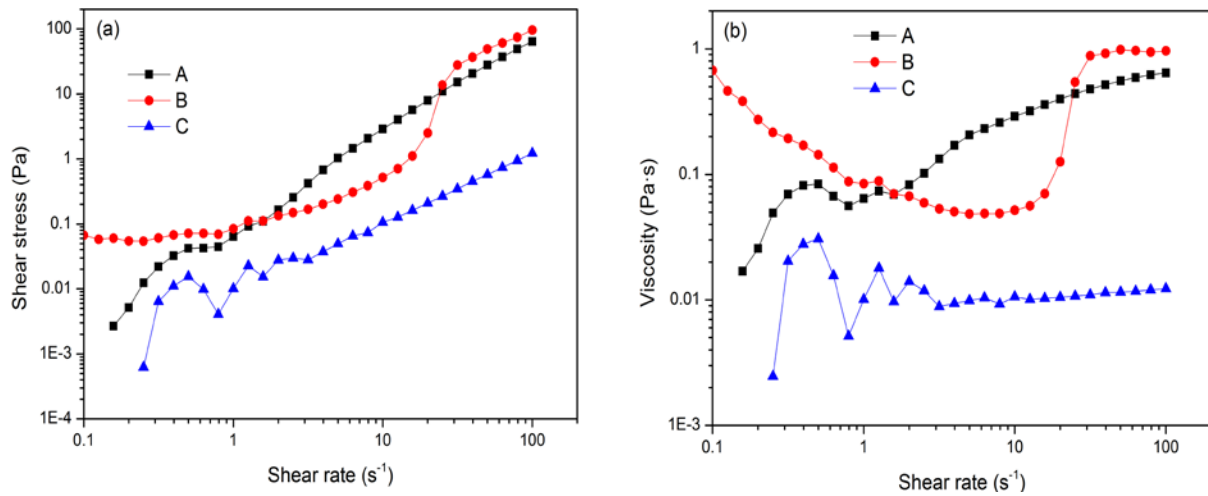 (a)
A
B
C
100
10
1
0.1
0.01
1E-3
1E-4
0.1
1
10
100
Shear stress (Pa)
Shear rate (s⁻¹)
(b)
A
B
C
1
0.1
0.01
1E-3
0.1
1
10
100
Viscosity (Pa·s)
Shear rate (s⁻¹)